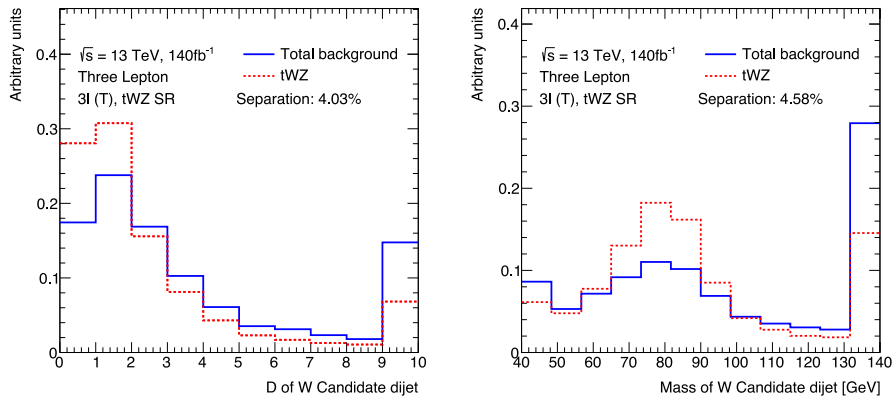 Arbitrary units
√s = 13 TeV, 140fb⁻¹
Three Lepton
3l (T), tWZ SR
Total background
tWZ
Separation: 4.03%
0.4
0.3
0.2
0.1
0
0 1 2 3 4 5 6 7 8 9 10
D of W Candidate dijet
Arbitrary units
√s = 13 TeV, 140fb⁻¹
Three Lepton
3l (T), tWZ SR
Total background
tWZ
Separation: 4.58%
0.4
0.3
0.2
0.1
0
40 50 60 70 80 90 100 110 120 130 140
Mass of W Candidate dijet [GeV]